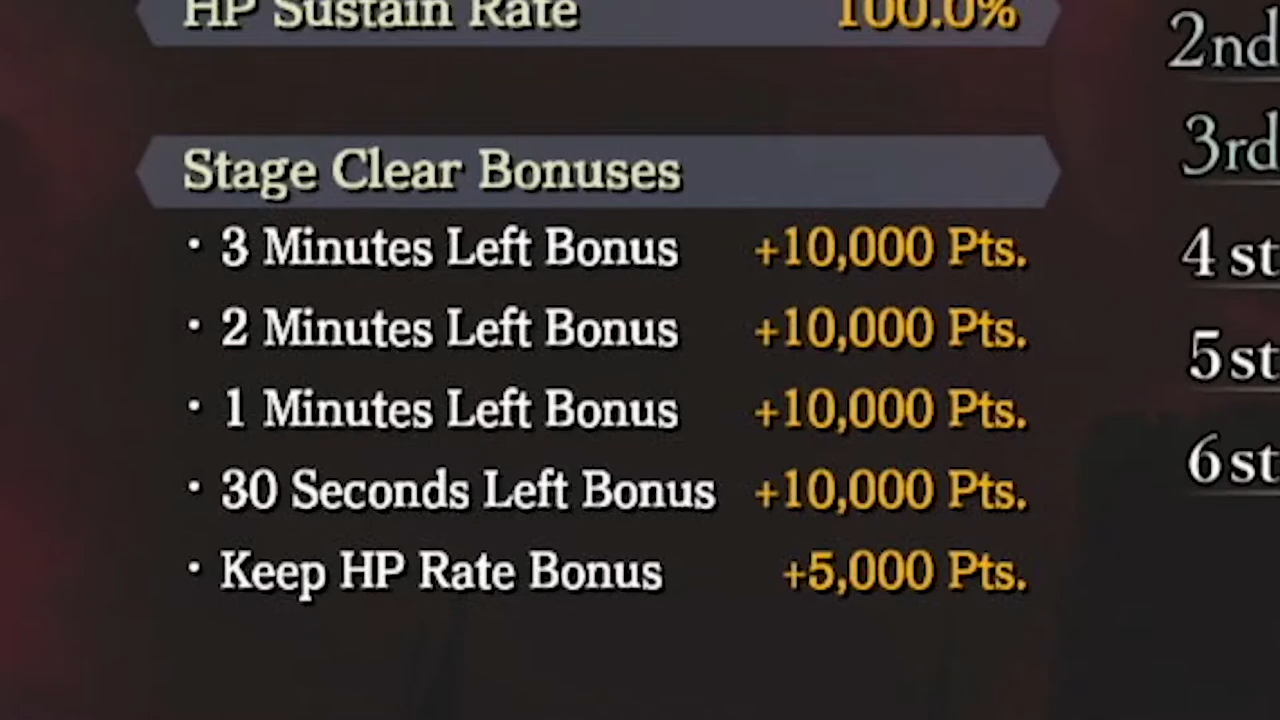 HP Sustain Rate 100.0%
Stage Clear Bonuses
· 3 Minutes Left Bonus +10,000 Pts.
· 2 Minutes Left Bonus +10,000 Pts.
· 1 Minutes Left Bonus +10,000 Pts.
· 30 Seconds Left Bonus +10,000 Pts.
· Keep HP Rate Bonus +5,000 Pts.
2nd
3rd
4 st
5 st
6 st